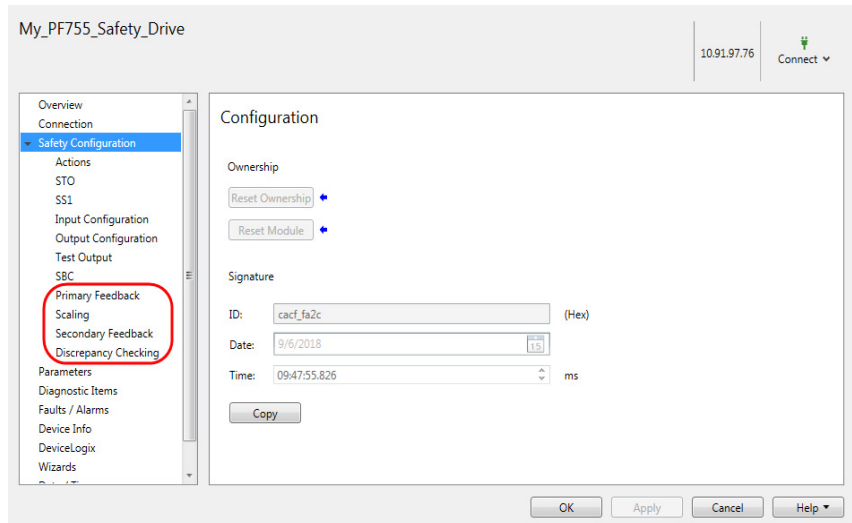 My_PF755_Safety_Drive
10.91.97.76
Connect
Overview
Connection
Safety Configuration
Actions
STO
SS1
Input Configuration
Output Configuration
Test Output
SBC
Primary Feedback
Scaling
Secondary Feedback
Discrepancy Checking
Parameters
Diagnostic Items
Faults / Alarms
Device Info
DeviceLogix
Wizards
Configuration
Ownership
Reset Ownership
Reset Module
Signature
ID: cacf_fa2c (Hex)
Date: 9/6/2018 15
Time: 09:47:55.826 ms
Copy
OK Apply Cancel Help